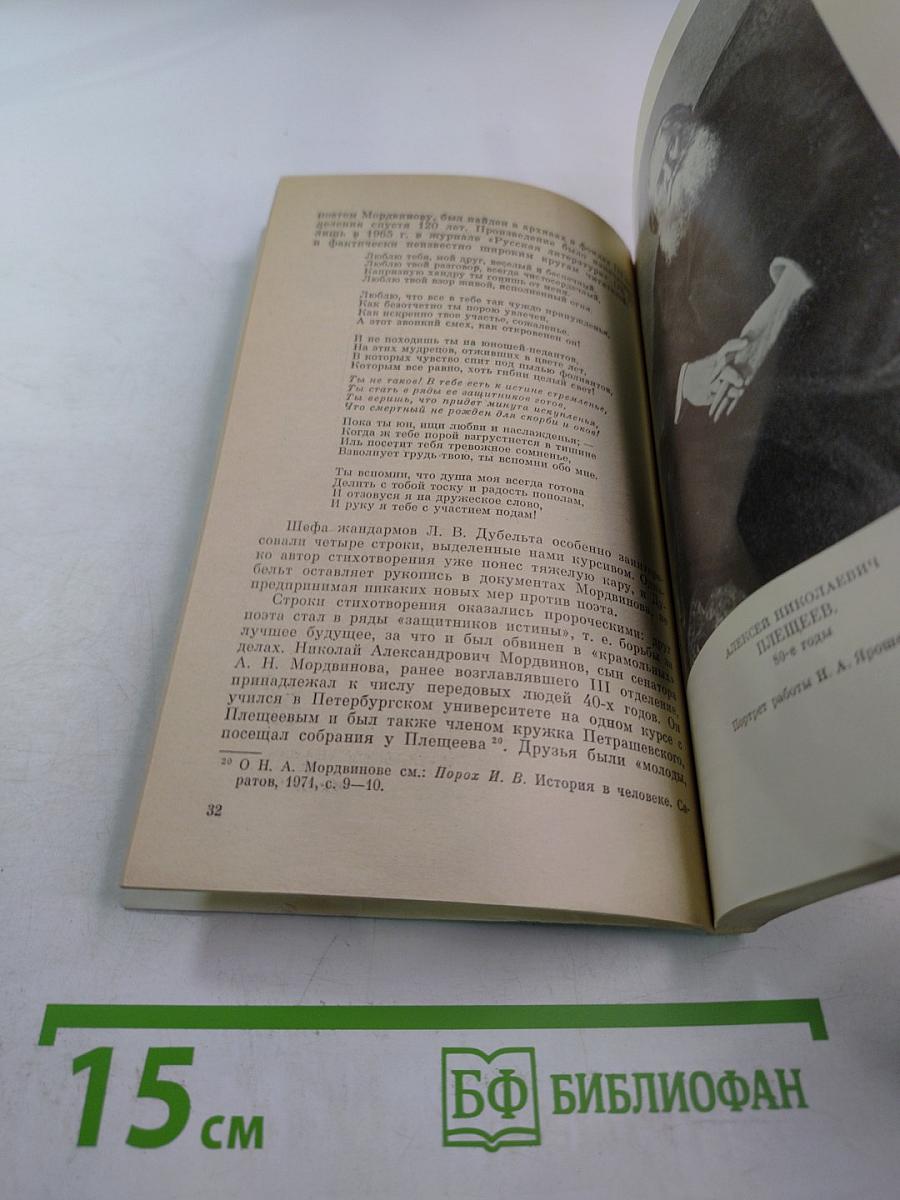 поэтом Мордвинову, был найден в архивах и фондах
деления спустя 120 лет. Произведение было
лишь в 1965 г. в журнале «Русская литература»
и фактически неизвестно широким кругам читателей
Люблю тебя, мой друг, веселый и беспечный,
Люблю твой разговор, всегда чистосердечный,
Капризную хандру ты гонишь от меня.
Люблю твой взор живой, исполненный огня.
Люблю, что все в тебе так чуждо принужденья,
Как безотчетно ты порою увлечен,
Как искренно твое участье, сожаленье,
А этот звонкий смех, как откровенен он!
И не походишь ты на юношей-педантов,
На этих мудрецов, отживших в цвете лет,
В которых чувство спит под пылью фолиантов,
Которым все равно, хоть гибни целый свет!
Ты не таков! В тебе есть к истине стремленье,
Ты стать в ряды ее защитников готов,
Ты веришь, что придет минута искупленья,
Что смертный не рожден для скорби и оков!
Пока ты юн, ищи любви и наслажденья; —
Когда ж тебе порой взгрустнется в тишине
Иль посетит тебя тревожное сомненье,
Взволнует грудь твою, ты вспомни обо мне.
Ты вспомни, что душа моя всегда готова
Делить с тобой тоску и радость пополам,
И отзовуся я на дружеское слово,
И руку я тебе с участием подам!
Шефа жандармов Л. В. Дубельта особенно заинтере-
совали четыре строки, выделенные нами курсивом. Одна-
ко автор стихотворения уже понес тяжелую кару, и Ду-
бельт оставляет рукопись в документах Мордвинова, не
предпринимая никаких новых мер против поэта.
Строки стихотворения оказались пророческими: друг
поэта стал в ряды «защитников истины», т. е. борьбы за
лучшее будущее, за что и был обвинен в «крамольных»
делах. Николай Александрович Мордвинов, сын сенатора
А. Н. Мордвинова, ранее возглавлявшего III отделение,
принадлежал к числу передовых людей 40-х годов. Он
учился в Петербургском университете на одном курсе с
Плещеевым и был также членом кружка Петрашевского,
посещал собрания у Плещеева 20. Друзья были «молоды,
20 О Н. А. Мордвинове см.: Порох И. В. История в человеке. Са-
ратов, 1971, с. 9—10.
32
АЛЕКСЕЙ НИКОЛАЕВИЧ
ПЛЕЩЕЕВ,
80-е годы
Портрет работы Н. А. Яроше
15 см
БФ БИБЛИОФАН